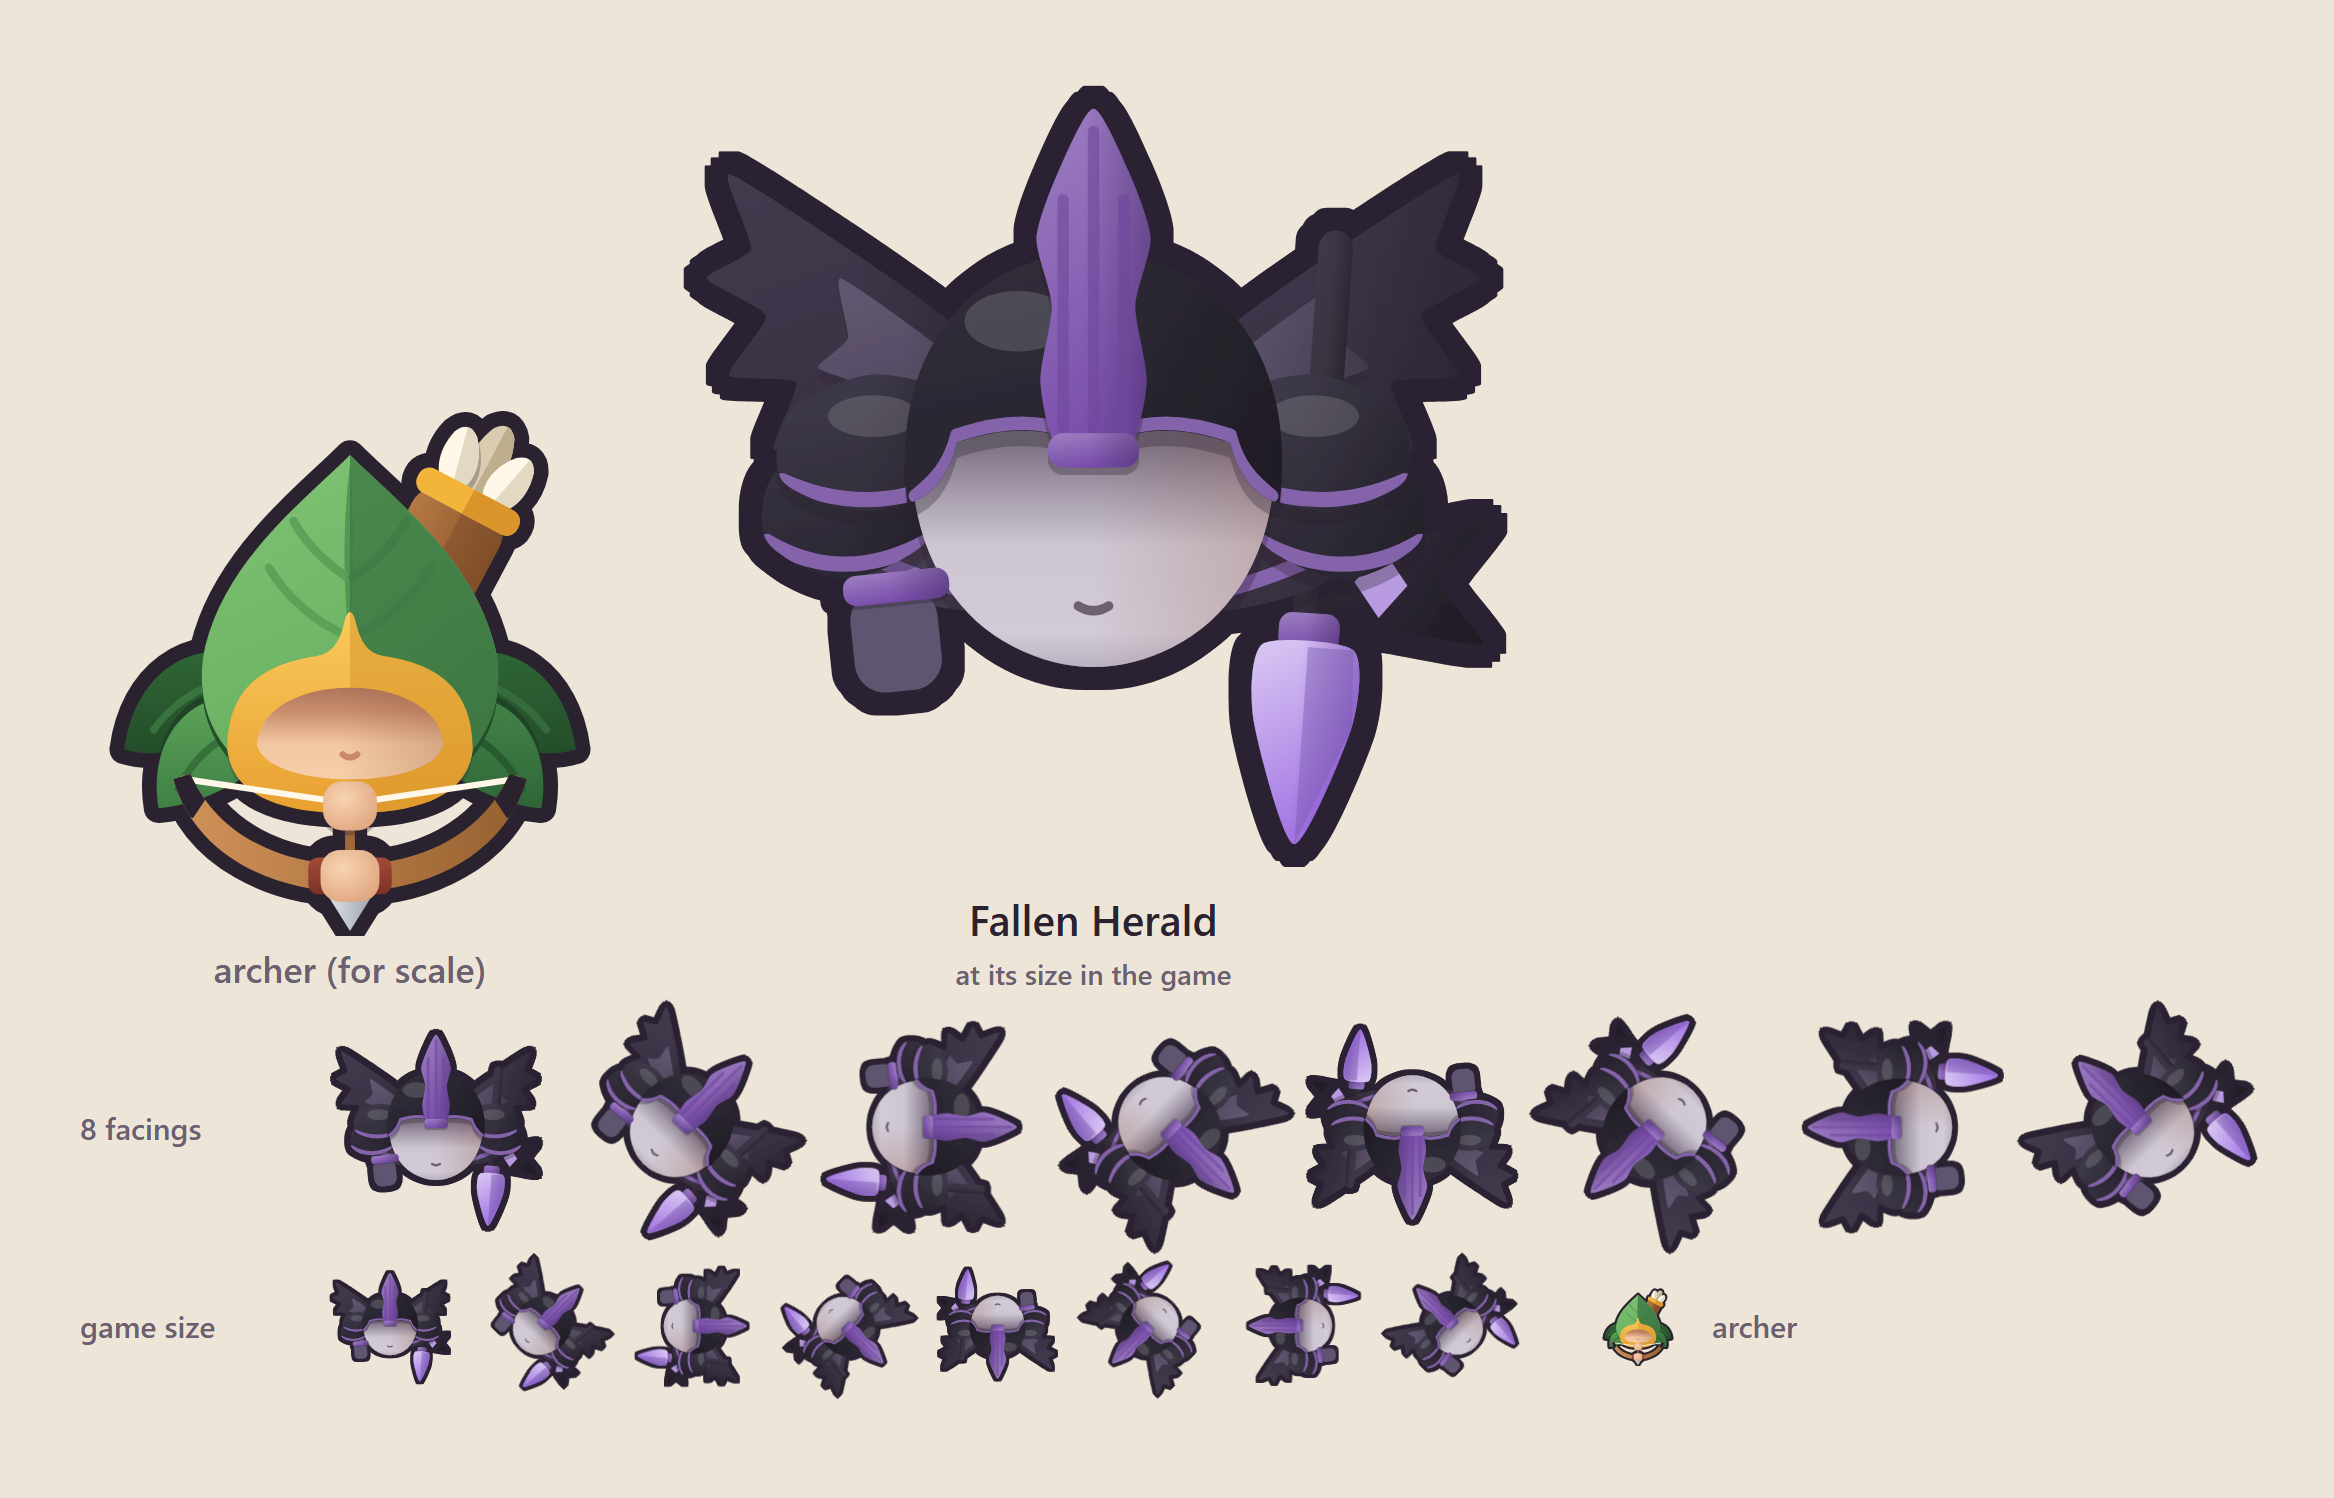 Fallen Herald
archer (for scale)
at its size in the game
8 facings
game size
archer